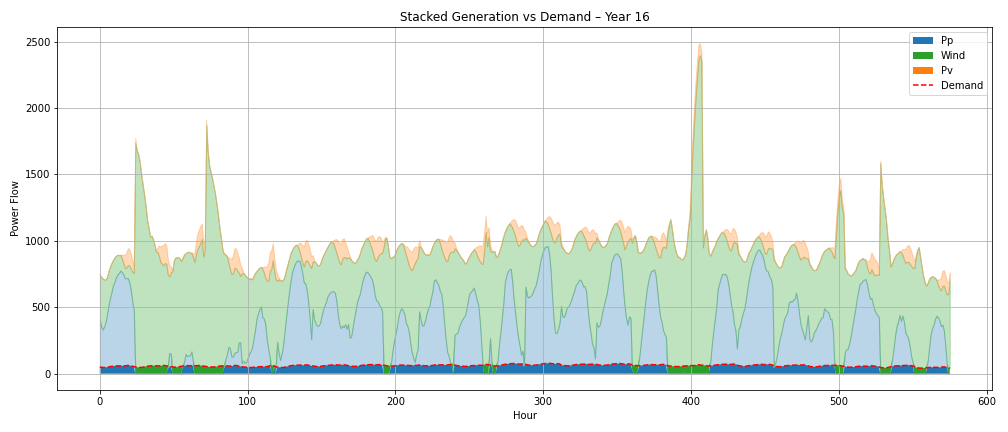 Stacked Generation vs Demand – Year 16
Power Flow
2500
2000
1500
1000
500
0
Pp
Wind
Pv
Demand
0 100 200 300 400 500 600
Hour